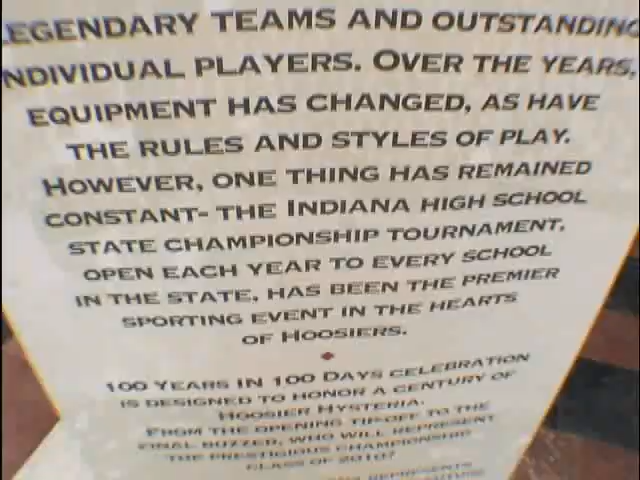 LEGENDARY TEAMS AND OUTSTANDING
INDIVIDUAL PLAYERS. OVER THE YEARS,
EQUIPMENT HAS CHANGED, AS HAVE
THE RULES AND STYLES OF PLAY.
HOWEVER, ONE THING HAS REMAINED
CONSTANT- THE INDIANA HIGH SCHOOL
STATE CHAMPIONSHIP TOURNAMENT,
OPEN EACH YEAR TO EVERY SCHOOL
IN THE STATE, HAS BEEN THE PREMIER
SPORTING EVENT IN THE HEARTS
OF HOOSIERS.
100 YEARS IN 100 DAYS CELEBRATION
IS DESIGNED TO HONOR A CENTURY OF
HOOSIER HYSTERIA.
FROM THE OPENING TIP-OFF TO THE
FINAL BUZZER, WHO WILL REPRESENT
THE PRESTIGIOUS CHAMPIONSHIP
CLASS OF 2010?
REPRESENTS